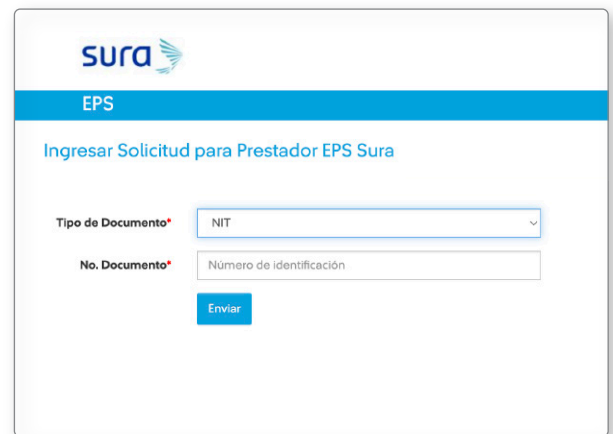 sura
EPS
Ingresar Solicitud para Prestador EPS Sura
Tipo de Documento* NIT
No. Documento* Número de identificación
Enviar